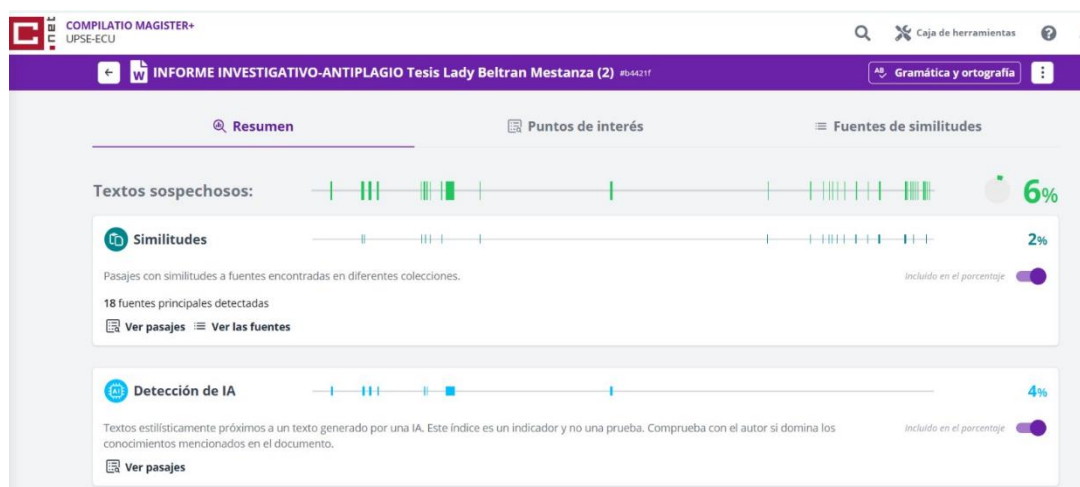 C
.net
COMPILATIO MAGISTER+
UPSE-ECU
Caja de herramientas
INFORME INVESTIGATIVO-ANTIPLAGIO Tesis Lady Beltran Mestanza (2) #b4421f
AB Gramática y ortografía
Resumen
Puntos de interés
Fuentes de similitudes
Textos sospechosos:
6%
Similitudes
2%
Pasajes con similitudes a fuentes encontradas en diferentes colecciones.
Incluido en el porcentaje
18 fuentes principales detectadas
Ver pasajes Ver las fuentes
AI
Detección de IA
4%
Textos estilísticamente próximos a un texto generado por una IA. Este índice es un indicador y no una prueba. Comprueba con el autor si domina los
conocimientos mencionados en el documento.
Incluido en el porcentaje
Ver pasajes